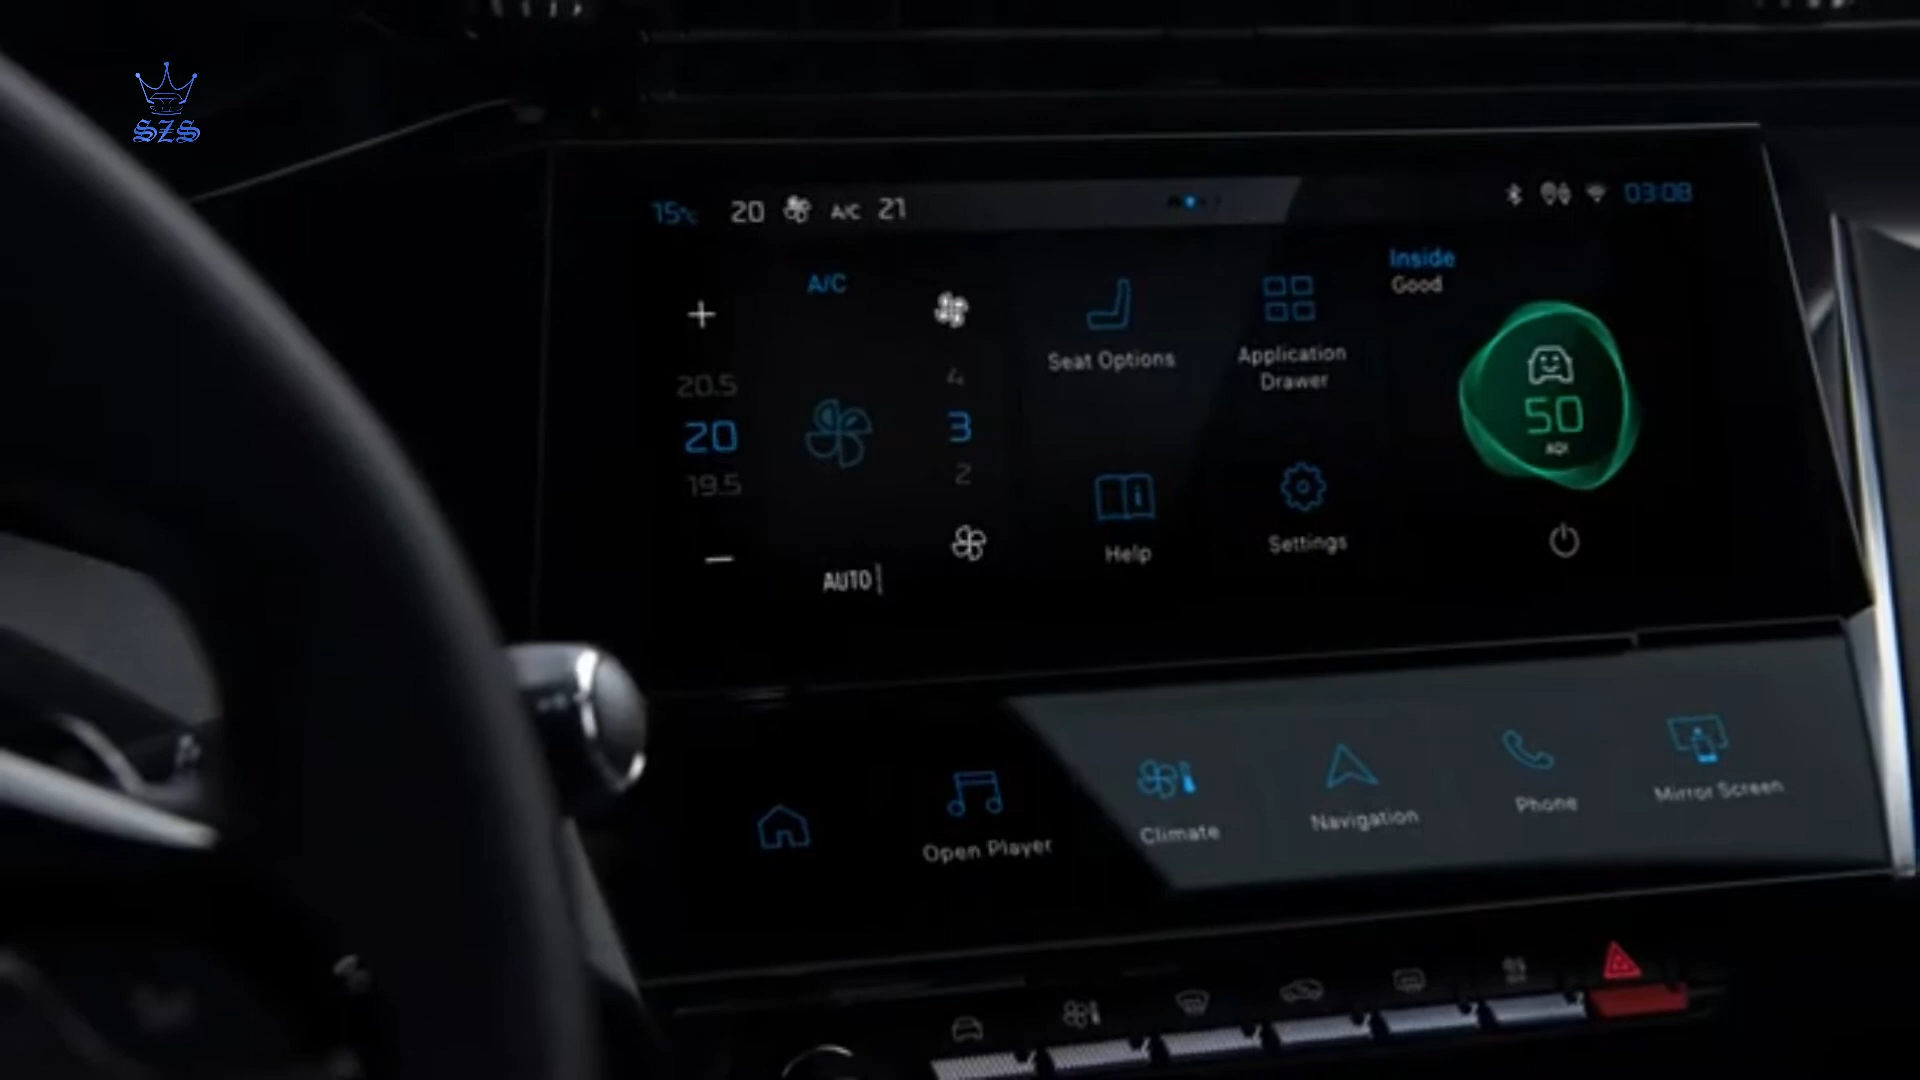 SZS
15°c 20 A/C 21
03:08
Inside
Good
A/C
20.5
20
19.5
4
3
2
AUTO
Seat Options
Application
Drawer
Help
Settings
50
AQI
Open Player
Climate
Navigation
Phone
Mirror Screen